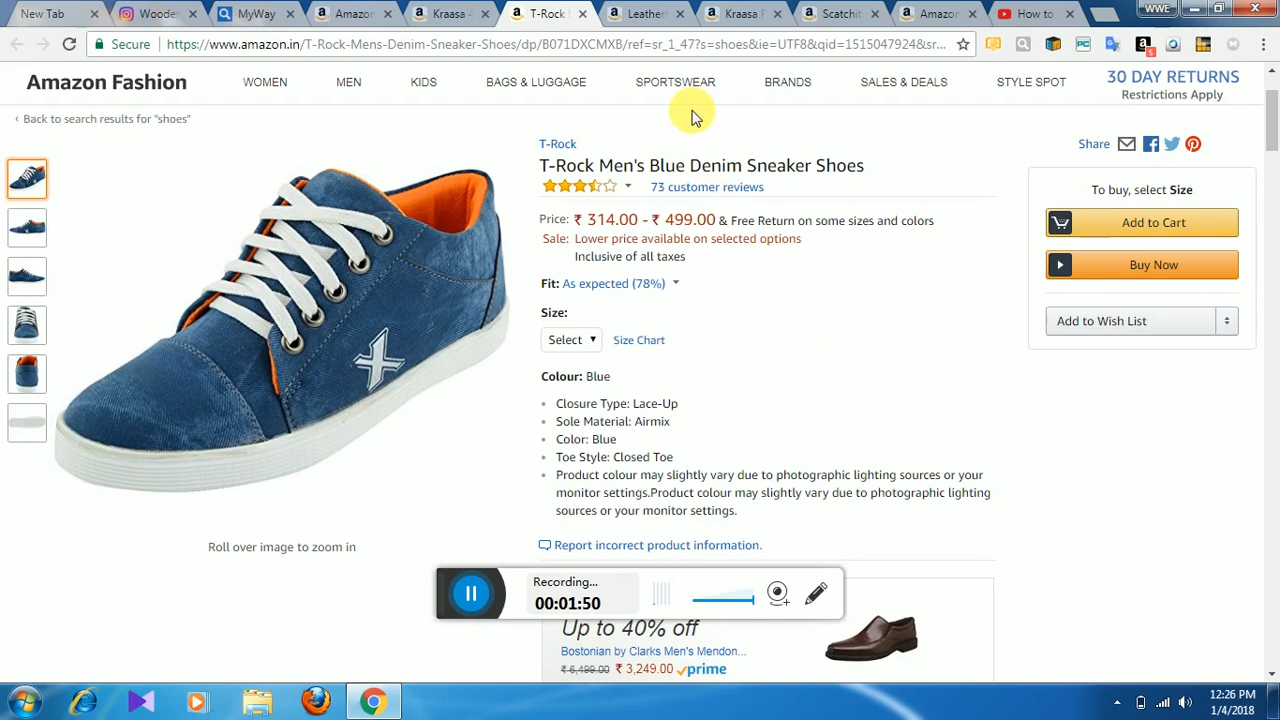 New Tab
Wooder
MyWay
Amazon
Kraasa
T-Rock
Leather
Kraasa
Scatchit
Amazon
How to
WWE
Secure
https://www.amazon.in/T-Rock-Mens-Denim-Sneaker-Shoes/dp/B071DXCMXB/ref=sr_1_47?s=shoes&ie=UTF8&qid=1515047924&sr...
PC
5
Amazon Fashion
WOMEN
MEN
KIDS
BAGS & LUGGAGE
SPORTSWEAR
BRANDS
SALES & DEALS
STYLE SPOT
30 DAY RETURNS
Restrictions Apply
‹ Back to search results for "shoes"
T-Rock
T-Rock Men's Blue Denim Sneaker Shoes
73 customer reviews
Price: ₹ 314.00 - ₹ 499.00 & Free Return on some sizes and colors
Sale: Lower price available on selected options
Inclusive of all taxes
Fit: As expected (78%)
Size:
Select
Size Chart
Colour: Blue
• Closure Type: Lace-Up
• Sole Material: Airmix
• Color: Blue
• Toe Style: Closed Toe
• Product colour may slightly vary due to photographic lighting sources or your
monitor settings.Product colour may slightly vary due to photographic lighting
sources or your monitor settings.
Report incorrect product information.
Roll over image to zoom in
Share
To buy, select Size
Add to Cart
Buy Now
Add to Wish List
Recording...
00:01:50
Up to 40% off
Bostonian by Clarks Men's Mendon...
₹ 6,499.00 ₹ 3,249.00 prime
12:26 PM
1/4/2018